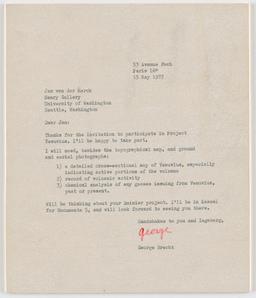 53 Avenue Foch
Paris 16e
15 May 1972
Jan van der Marck
Henry Gallery
University of Washington
Seattle, Washington
Dear Jan:
Thanks for the invitation to participate in Project
Vesuvius. I'll be happy to take part.
I will need, besides the topographical map, and ground
and aerial photographs:
1) a detailed cross-sectional map of Vesuvius, especially
indicating active portions of the volcano
2) record of volcanic activity
3) chemical analysis of any gasses issuing from Vesuvius,
past or present.
Will be thinking about your Rainier project. I'll be in Kassel
for Documenta 5, and will look forward to seeing you there.
Handshakes to you and Ingeborg,
george
George Brecht